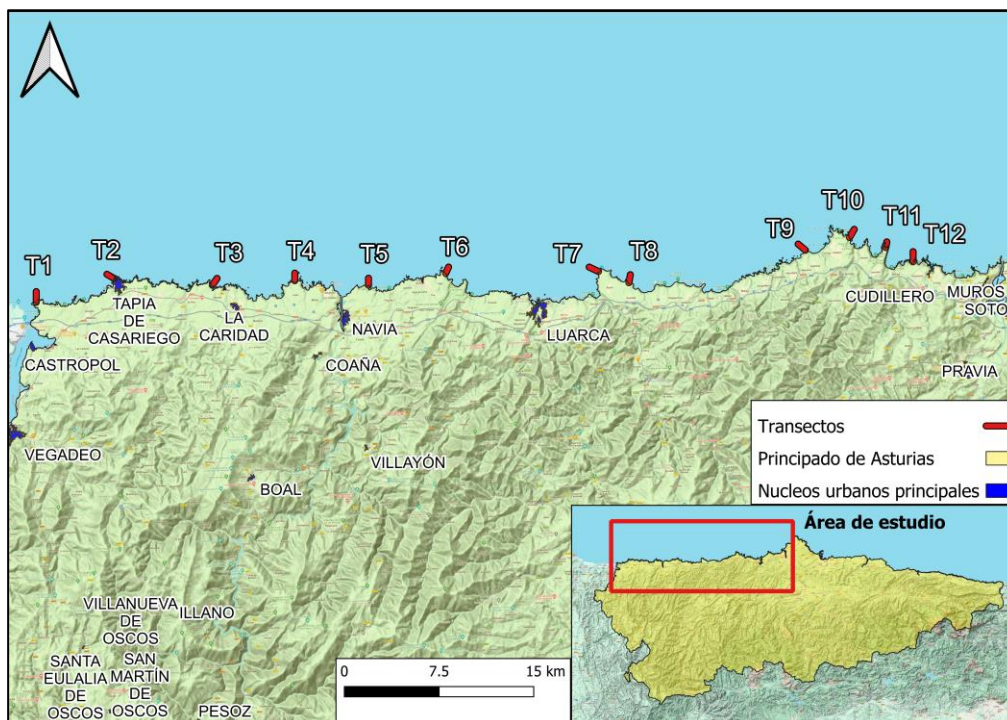 T10
T9
T11
T12
T6
T7
T8
T2
T3
T4
T5
T1
CUDILLERO
MUROS
SOTO
TAPIA
DE
CASARIEGO
LA
CARIDAD
NAVIA
LUARCA
CASTROPOL
COAÑA
PRAVIA
VEGADEO
VILLAYÓN
BOAL
Transectos
Principado de Asturias
Nucleos urbanos principales
Área de estudio
VILLANUEVA
DE
OSCOS
ILLANO
SANTA
EULALIA
DE
OSCOS
SAN
MARTÍN
DE
OSCOS
PESOZ
0 7.5 15 km